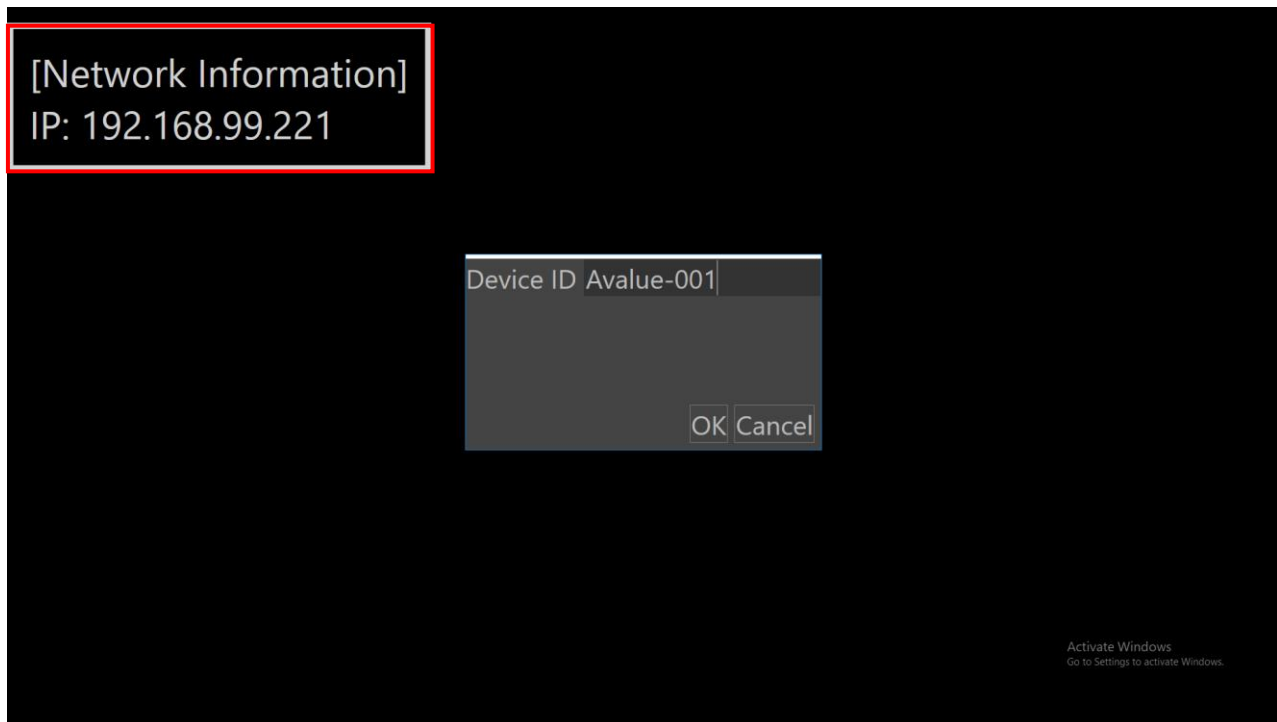 [Network Information]
IP: 192.168.99.221
Device ID Avalue-001
OK Cancel
Activate Windows
Go to Settings to activate Windows.